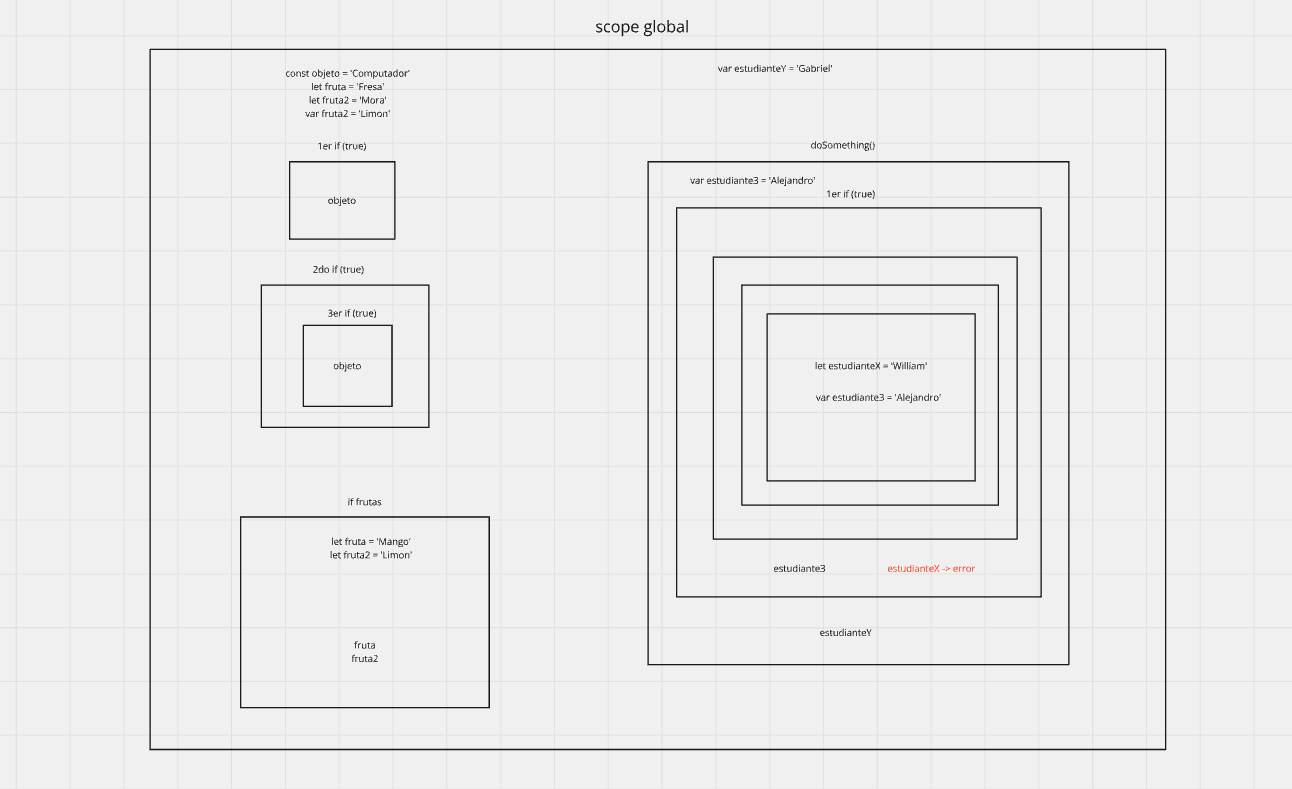 scope global
const objeto = 'Computador'
let fruta = 'Fresa'
let fruta2 = 'Mora'
var fruta2 = 'Limon'
1er if (true)
objeto
2do if (true)
3er if (true)
objeto
if frutas
let fruta = 'Mango'
let fruta2 = 'Limon'
fruta
fruta2
var estudianteY = 'Gabriel'
doSomething()
var estudiante3 = 'Alejandro'
1er if (true)
let estudianteX = 'William'
var estudiante3 = 'Alejandro'
estudiante3
estudianteX -> error
estudianteY